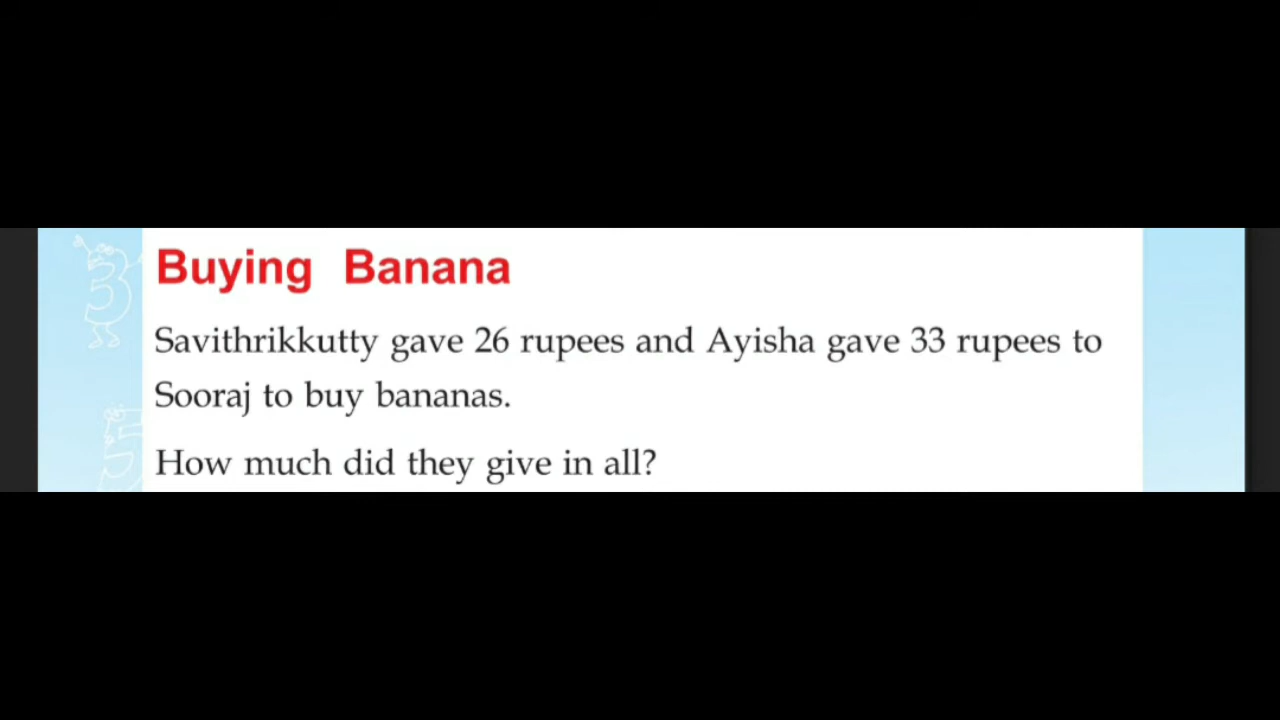 Buying Banana
Savithrikkutty gave 26 rupees and Ayisha gave 33 rupees to
Sooraj to buy bananas.
How much did they give in all?